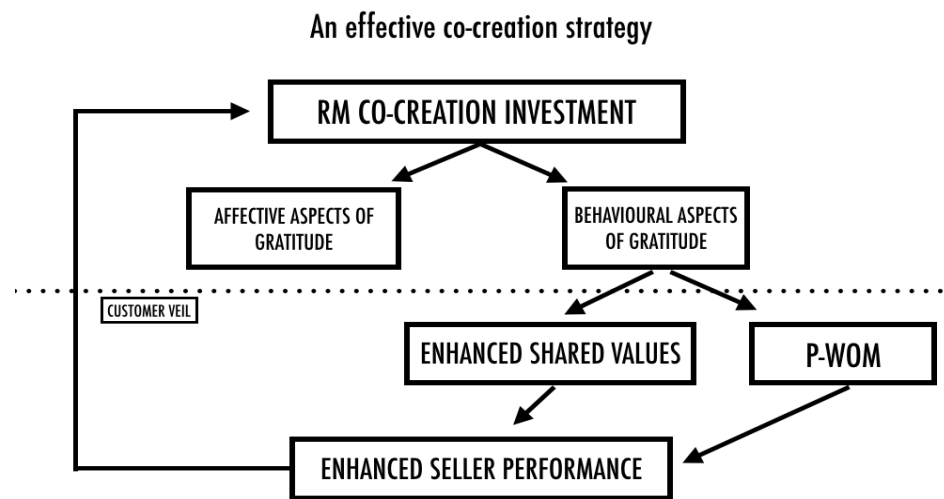 An effective co-creation strategy
RM CO-CREATION INVESTMENT
AFFECTIVE ASPECTS OF
GRATITUDE
BEHAVIOURAL ASPECTS
OF GRATITUDE
CUSTOMER VEIL
ENHANCED SHARED VALUES
P-WOM
ENHANCED SELLER PERFORMANCE